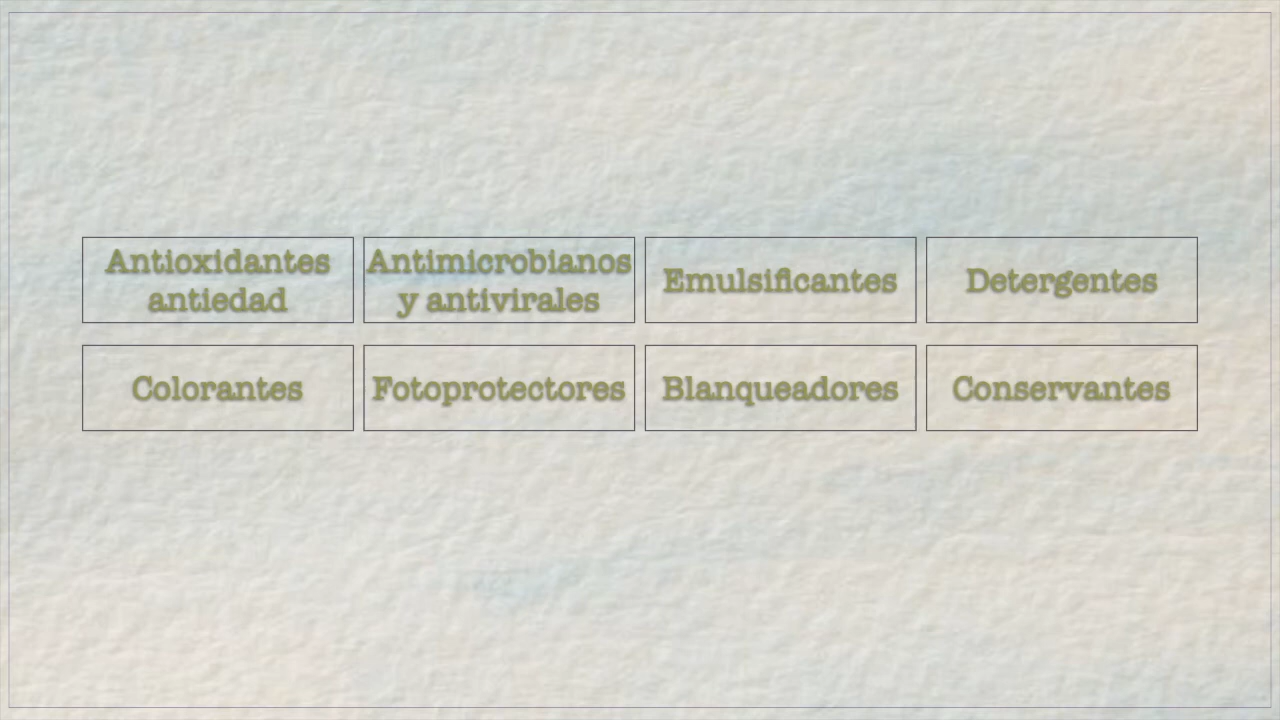 Antioxidantes
antiedad
Antimicrobianos
y antivirales
Emulsificantes
Detergentes
Colorantes
Fotoprotectores
Blanqueadores
Conservantes